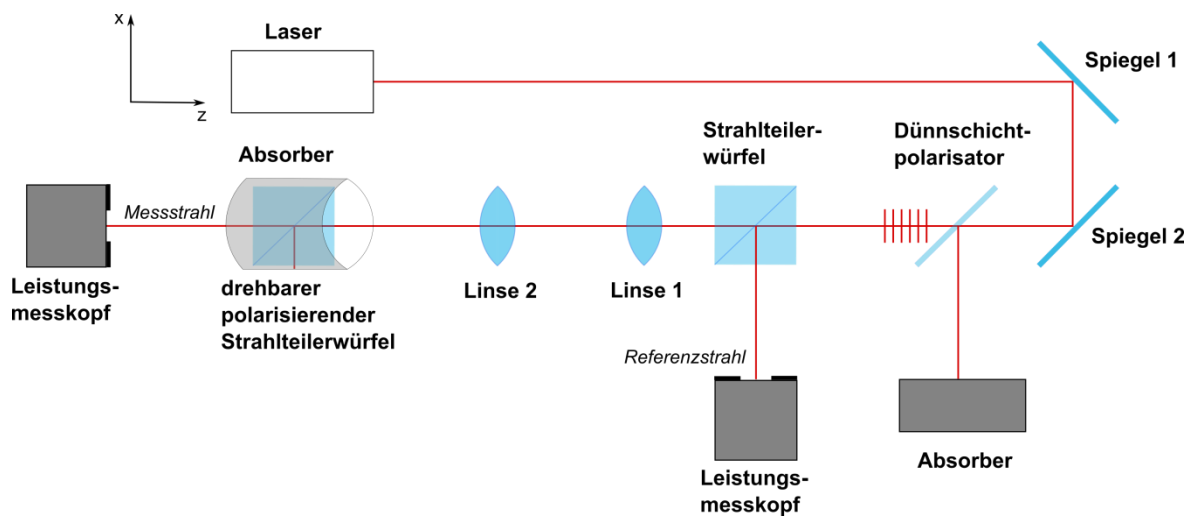 x
z
Laser
Spiegel 1
Strahlteiler-
würfel
Dünnschicht-
polarisator
Absorber
Messstrahl
Spiegel 2
Leistungs-
messkopf
drehbarer
polarisierender
Strahlteilerwürfel
Linse 2
Linse 1
Referenzstrahl
Leistungs-
messkopf
Absorber